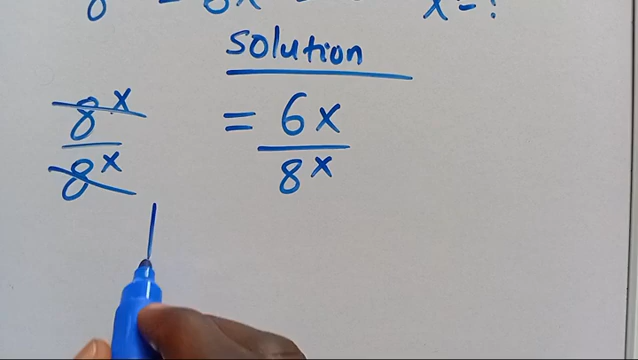 x = ?
Solution
8^x/8^x = 6x/8^x